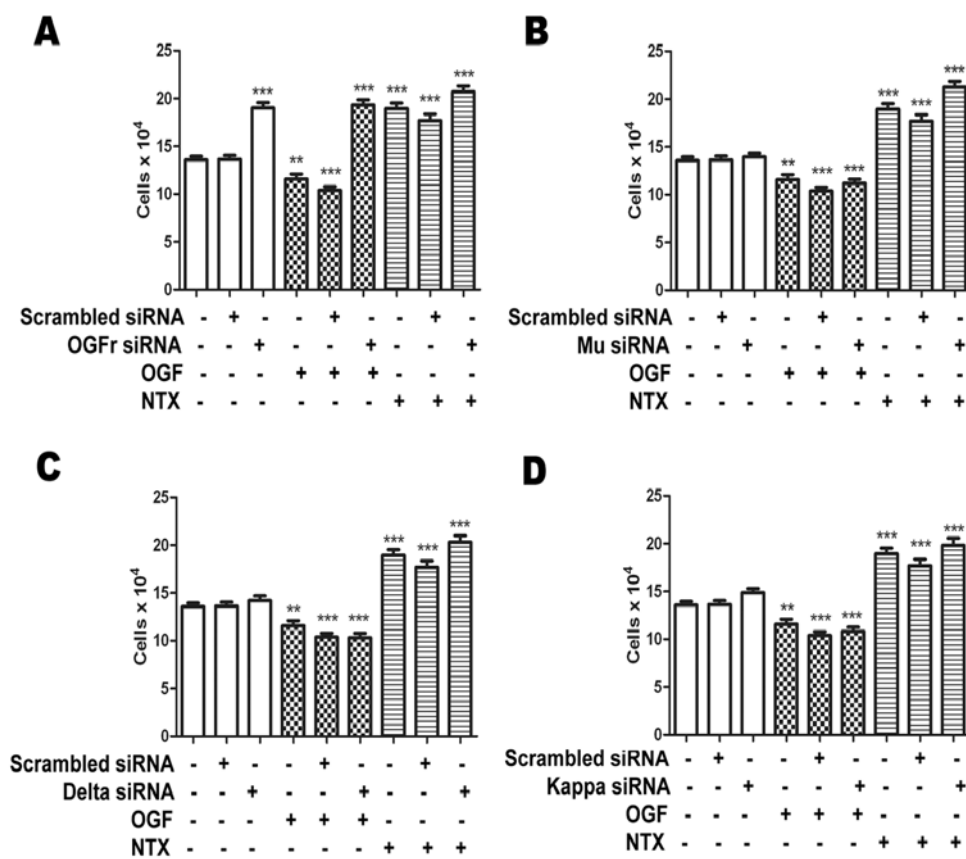 A
Cells x 10⁴
25
20
15
10
5
0
*** ** *** *** *** *** ***
Scrambled siRNA - + - - + - - + -
OGFr siRNA - - + - - + - - +
OGF - - - + + + - - -
NTX - - - - - - + + +
B
Cells x 10⁴
25
20
15
10
5
0
** *** *** *** *** ***
Scrambled siRNA - + - - + - - + -
Mu siRNA - - + - - + - - +
OGF - - - + + + - - -
NTX - - - - - - + + +
C
Cells x 10⁴
25
20
15
10
5
0
** *** *** *** *** ***
Scrambled siRNA - + - - + - - + -
Delta siRNA - - + - - + - - +
OGF - - - + + + - - -
NTX - - - - - - + + +
D
Cells x 10⁴
25
20
15
10
5
0
** *** *** *** *** ***
Scrambled siRNA - + - - + - - + -
Kappa siRNA - - + - - + - - +
OGF - - - + + + - - -
NTX - - - - - - + + +